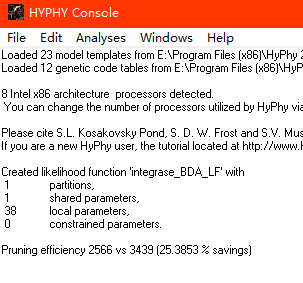 HYPHY Console
File Edit Analyses Windows Help
Loaded 23 model templates from E:\Program Files (x86)\HyPhy 2
Loaded 12 genetic code tables from E:\Program Files (x86)\HyP
8 Intel x86 architecture processors detected.
You can change the number of processors utilized by HyPhy via
Please cite S.L. Kosakovsky Pond, S. D. W. Frost and S.V. Mus
If you are a new HyPhy user, the tutorial located at http://www.h
Created likelihood function 'integrase_BDA_LF' with
1 partitions,
1 shared parameters,
38 local parameters,
0 constrained parameters.
Pruning efficiency 2566 vs 3439 (25.3853 % savings)